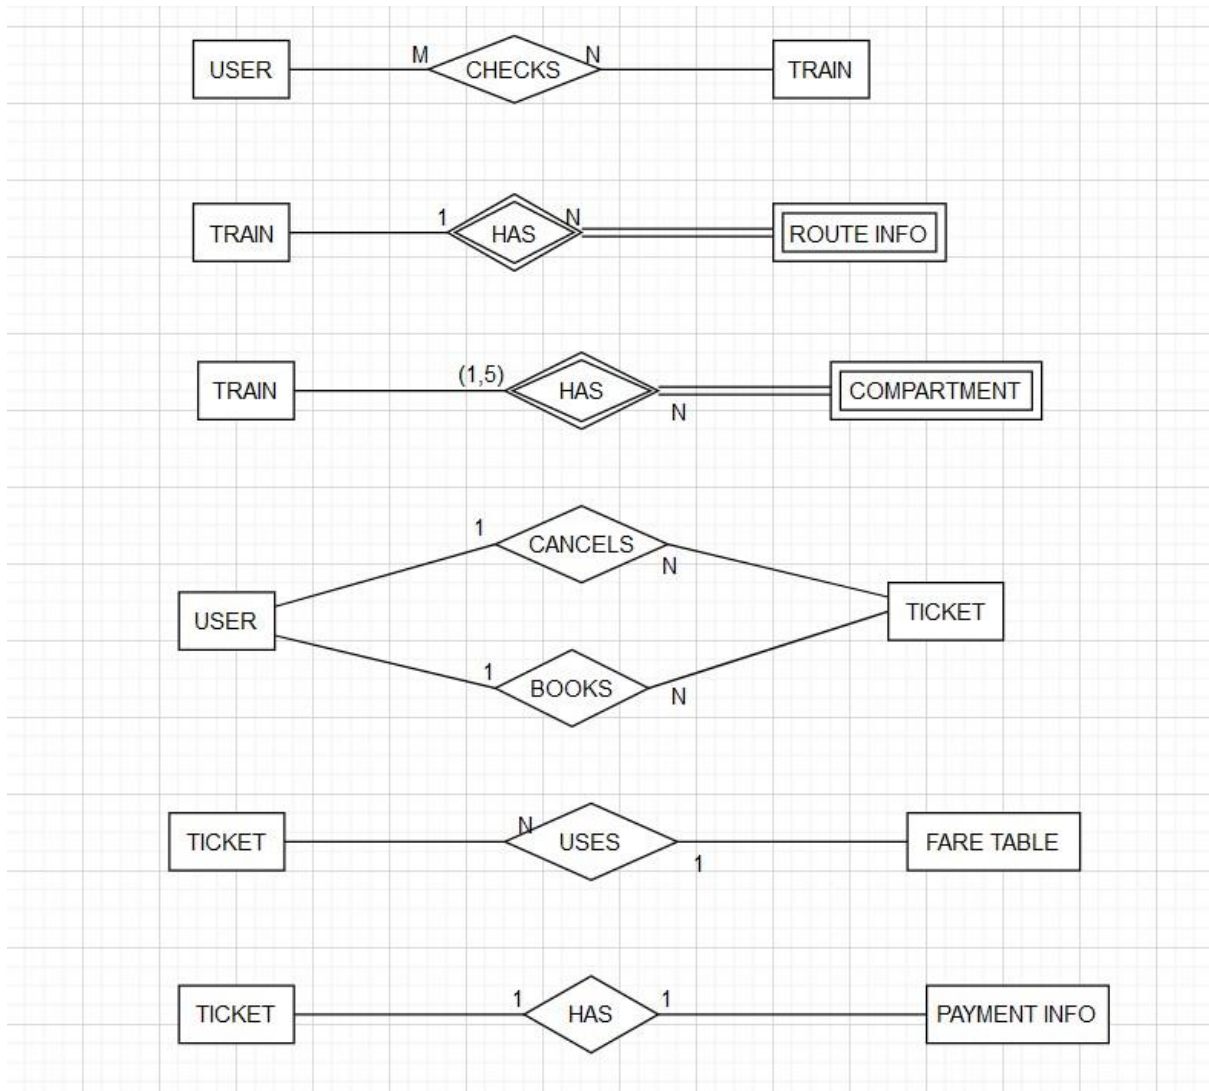 USER M CHECKS N TRAIN
TRAIN 1 HAS N ROUTE INFO
TRAIN (1,5) HAS N COMPARTMENT
1 CANCELS N
USER TICKET
1 BOOKS N
TICKET N USES 1 FARE TABLE
TICKET 1 HAS 1 PAYMENT INFO